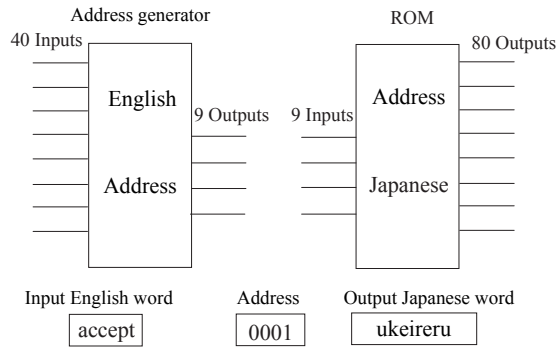 Address generator
ROM
40 Inputs
80 Outputs
English
Address
9 Outputs
9 Inputs
Address
Japanese
Input English word
Address
Output Japanese word
accept
0001
ukeireru